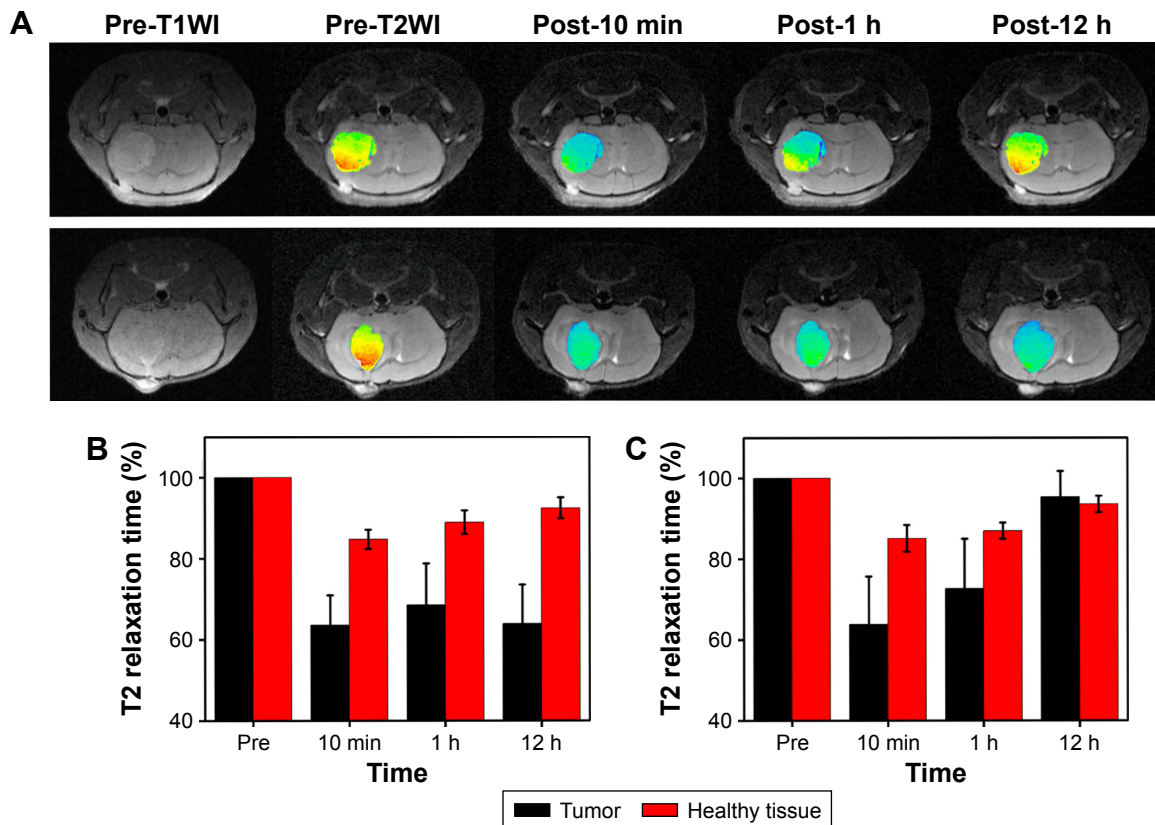 A
Pre-T1WI Pre-T2WI Post-10 min Post-1 h Post-12 h
B
T2 relaxation time (%)
100
80
60
40
Pre 10 min 1 h 12 h
Time
C
T2 relaxation time (%)
100
80
60
40
Pre 10 min 1 h 12 h
Time
Tumor Healthy tissue